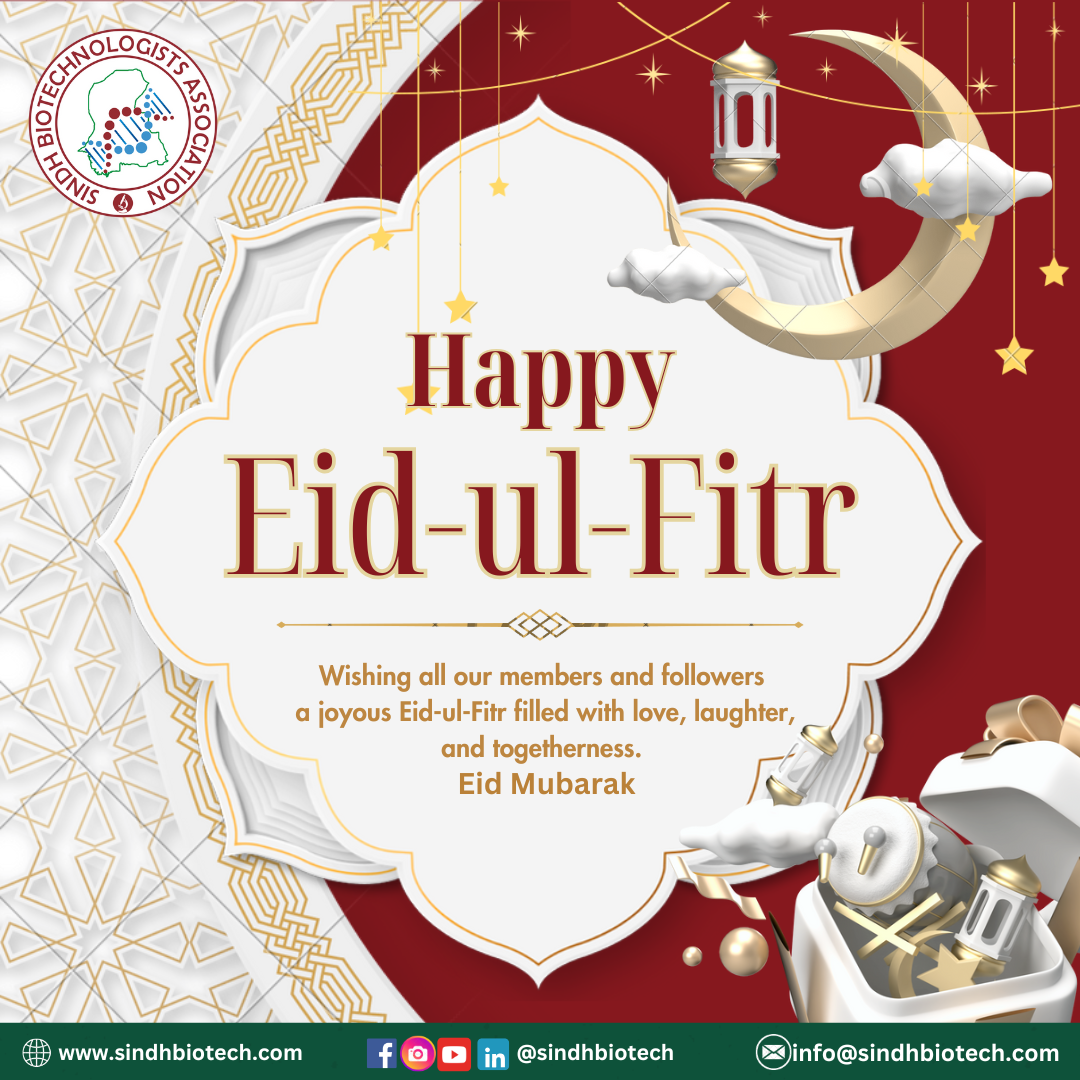 SINDH BIOTECHNOLOGISTS ASSOCIATION
Happy
Eid-ul-Fitr
Wishing all our members and followers
a joyous Eid-ul-Fitr filled with love, laughter,
and togetherness.
Eid Mubarak
www.sindhbiotech.com
@sindhbiotech
info@sindhbiotech.com